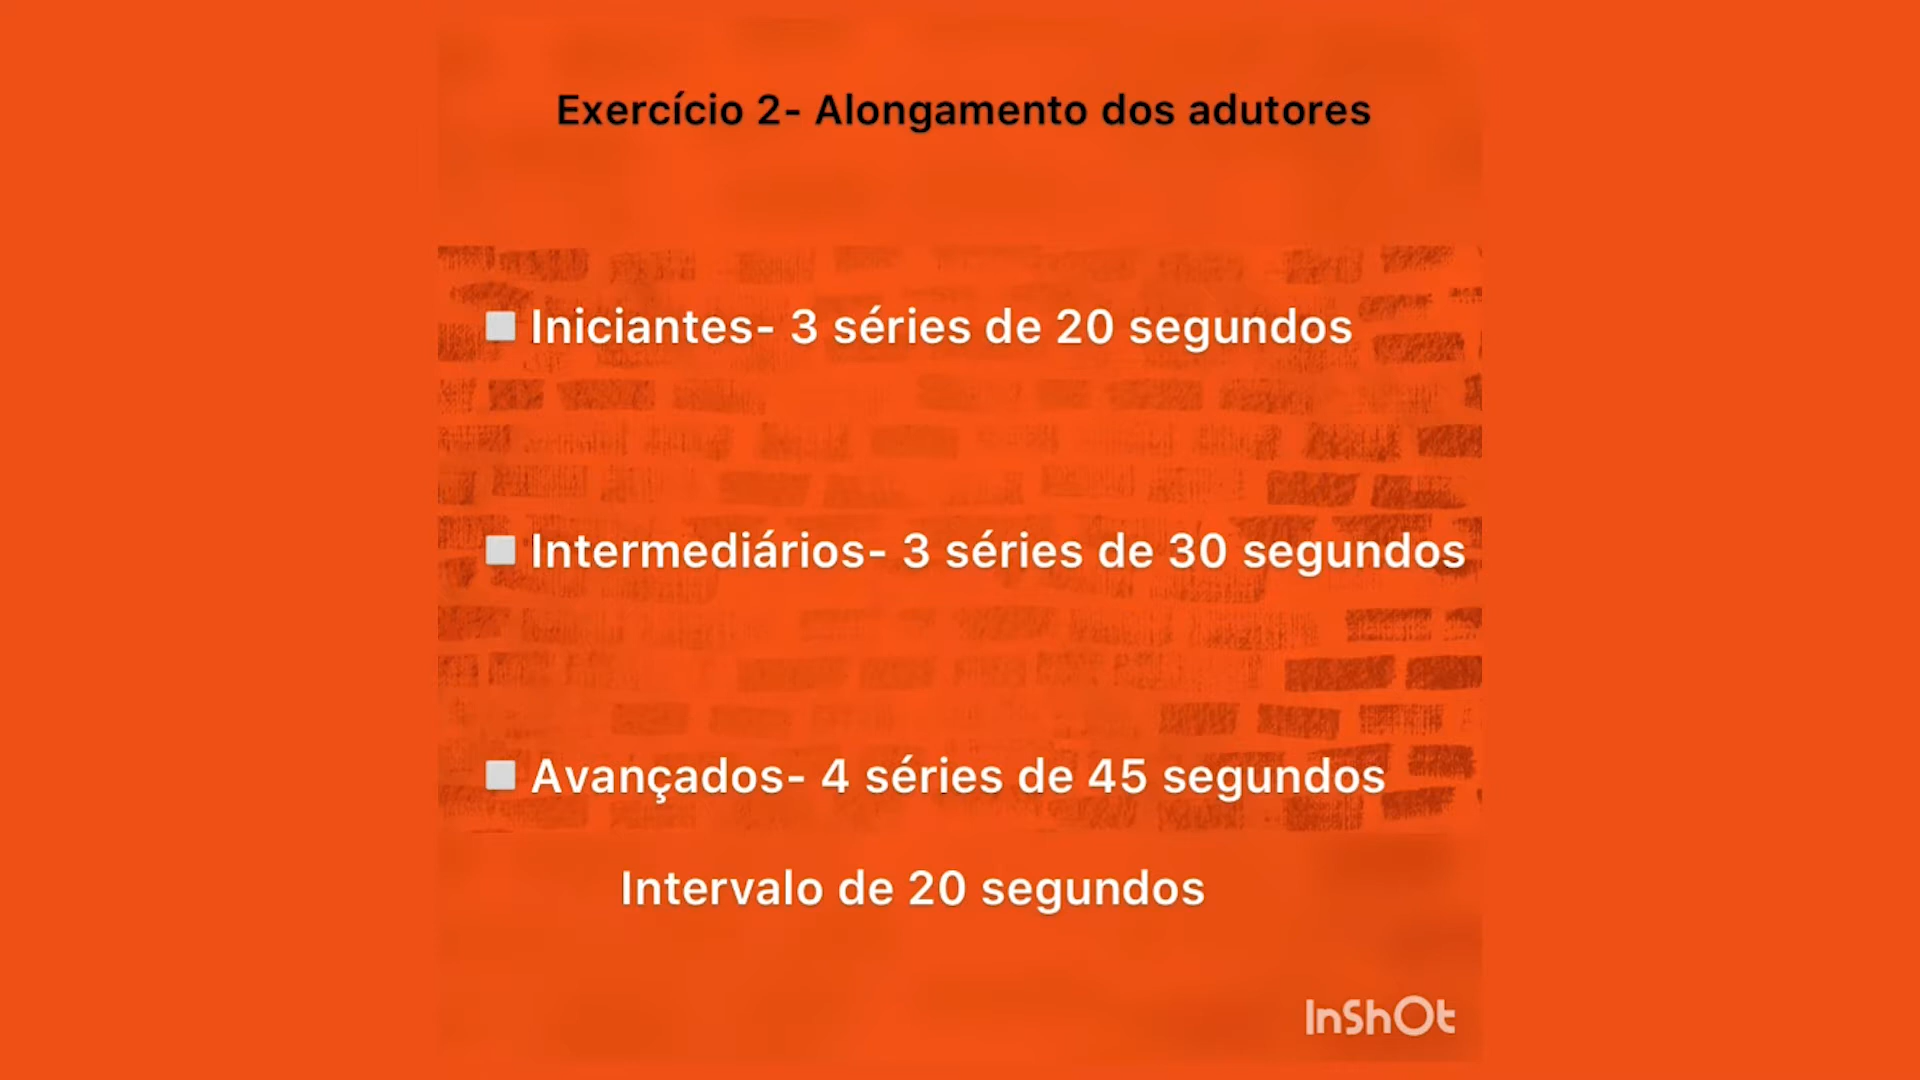 Exercício 2- Alongamento dos adutores
Iniciantes- 3 séries de 20 segundos
Intermediários- 3 séries de 30 segundos
Avançados- 4 séries de 45 segundos
Intervalo de 20 segundos
InShOt